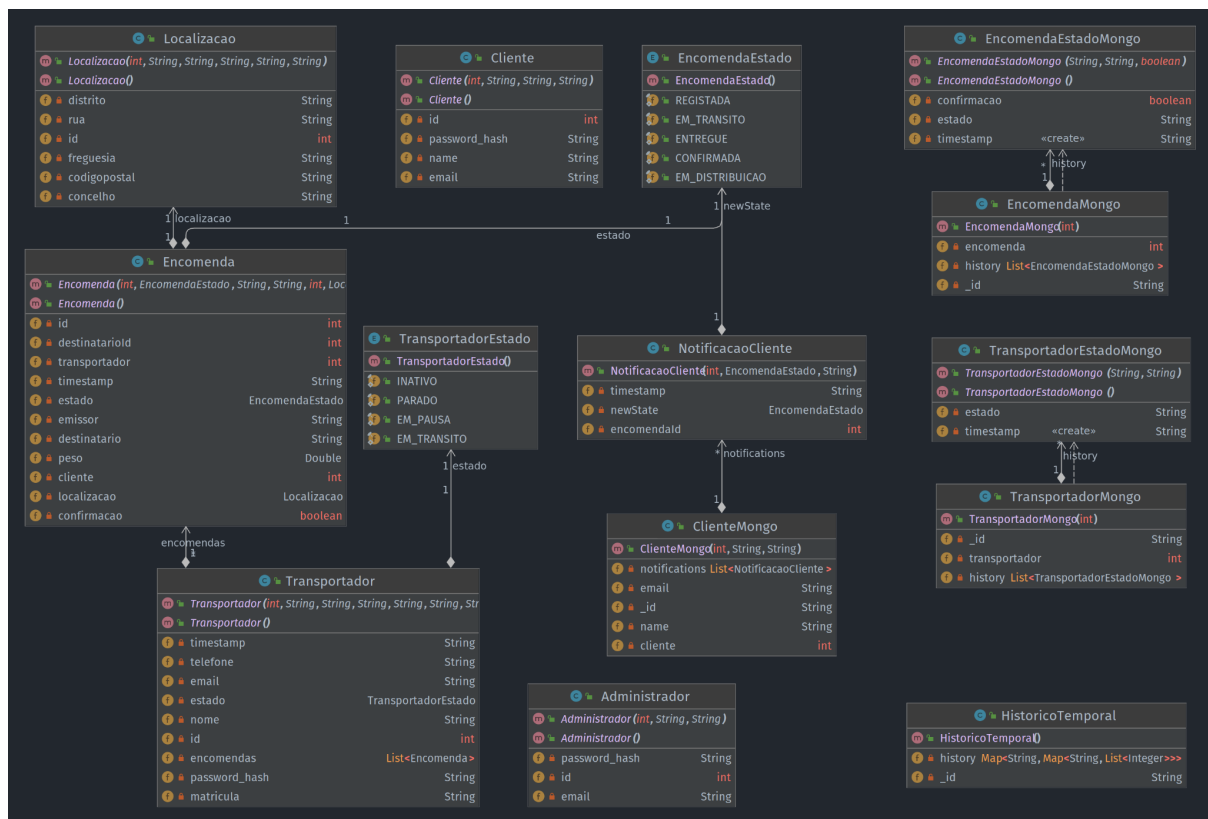 Localizacao
Localizacao(int, String, String, String, String, String)
Localizacao()
distrito String
rua String
id int
freguesia String
codigopostal String
concelho String
Cliente
Cliente(int, String, String, String)
Cliente()
id int
password_hash String
name String
email String
EncomendaEstado
EncomendaEstado()
REGISTADA
EM_TRANSITO
ENTREGUE
CONFIRMADA
EM_DISTRIBUICAO
EncomendaEstadoMongo
EncomendaEstadoMongo (String, String, boolean)
EncomendaEstadoMongo ()
confirmacao boolean
estado String
timestamp String
«create»
* history
1
EncomendaMongo
EncomendaMongo(int)
encomenda int
history List<EncomendaEstadoMongo >
_id String
1 localizacao
1
1
1
estado
1 newState
1
Encomenda
Encomenda(int, EncomendaEstado, String, String, int, Loc
Encomenda()
id int
destinatarioId int
transportador int
timestamp String
estado EncomendaEstado
emissor String
destinatario String
peso Double
cliente int
localizacao Localizacao
confirmacao boolean
TransportadorEstado
TransportadorEstado()
INATIVO
PARADO
EM_PAUSA
EM_TRANSITO
1 estado
1
NotificacaoCliente
NotificacaoCliente(int, EncomendaEstado, String)
timestamp String
newState EncomendaEstado
encomendaId int
* notifications
1
ClienteMongo
ClienteMongo(int, String, String)
notifications List<NotificacaoCliente >
email String
_id String
name String
cliente int
TransportadorEstadoMongo
TransportadorEstadoMongo (String, String)
TransportadorEstadoMongo ()
estado String
timestamp String
«create»
* history
1
TransportadorMongo
TransportadorMongo(int)
_id String
transportador int
history List<TransportadorEstadoMongo >
encomendas
1
Transportador
Transportador(int, String, String, String, String, String, Str
Transportador()
timestamp String
telefone String
email String
estado TransportadorEstado
nome String
id int
encomendas List<Encomenda>
password_hash String
matricula String
Administrador
Administrador(int, String, String)
Administrador()
password_hash String
id int
email String
HistoricoTemporal
HistoricoTemporal()
history Map<String, Map<String, List<Integer>>>
_id String